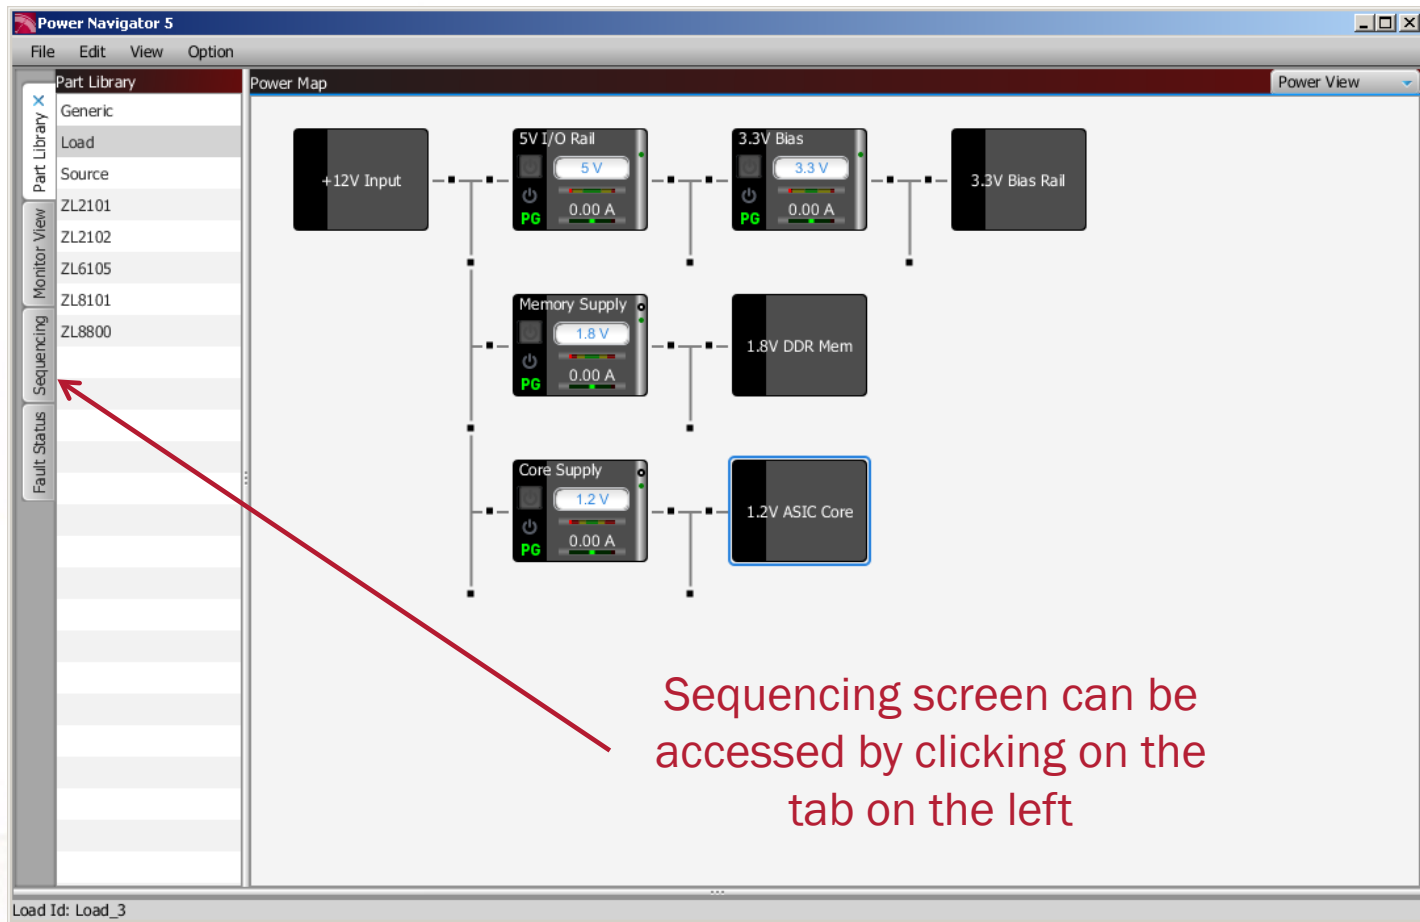 Power Navigator 5
File Edit View Option
Part Library
Monitor View
Sequencing
Fault Status
Part Library
Generic
Load
Source
ZL2101
ZL2102
ZL6105
ZL8101
ZL8800
Power Map
Power View
+12V Input
5V I/O Rail
5 V
0.00 A
PG
3.3V Bias
3.3 V
0.00 A
PG
3.3V Bias Rail
Memory Supply
1.8 V
0.00 A
PG
1.8V DDR Mem
Core Supply
1.2 V
0.00 A
PG
1.2V ASIC Core
Sequencing screen can be
accessed by clicking on the
tab on the left
Load Id: Load_3